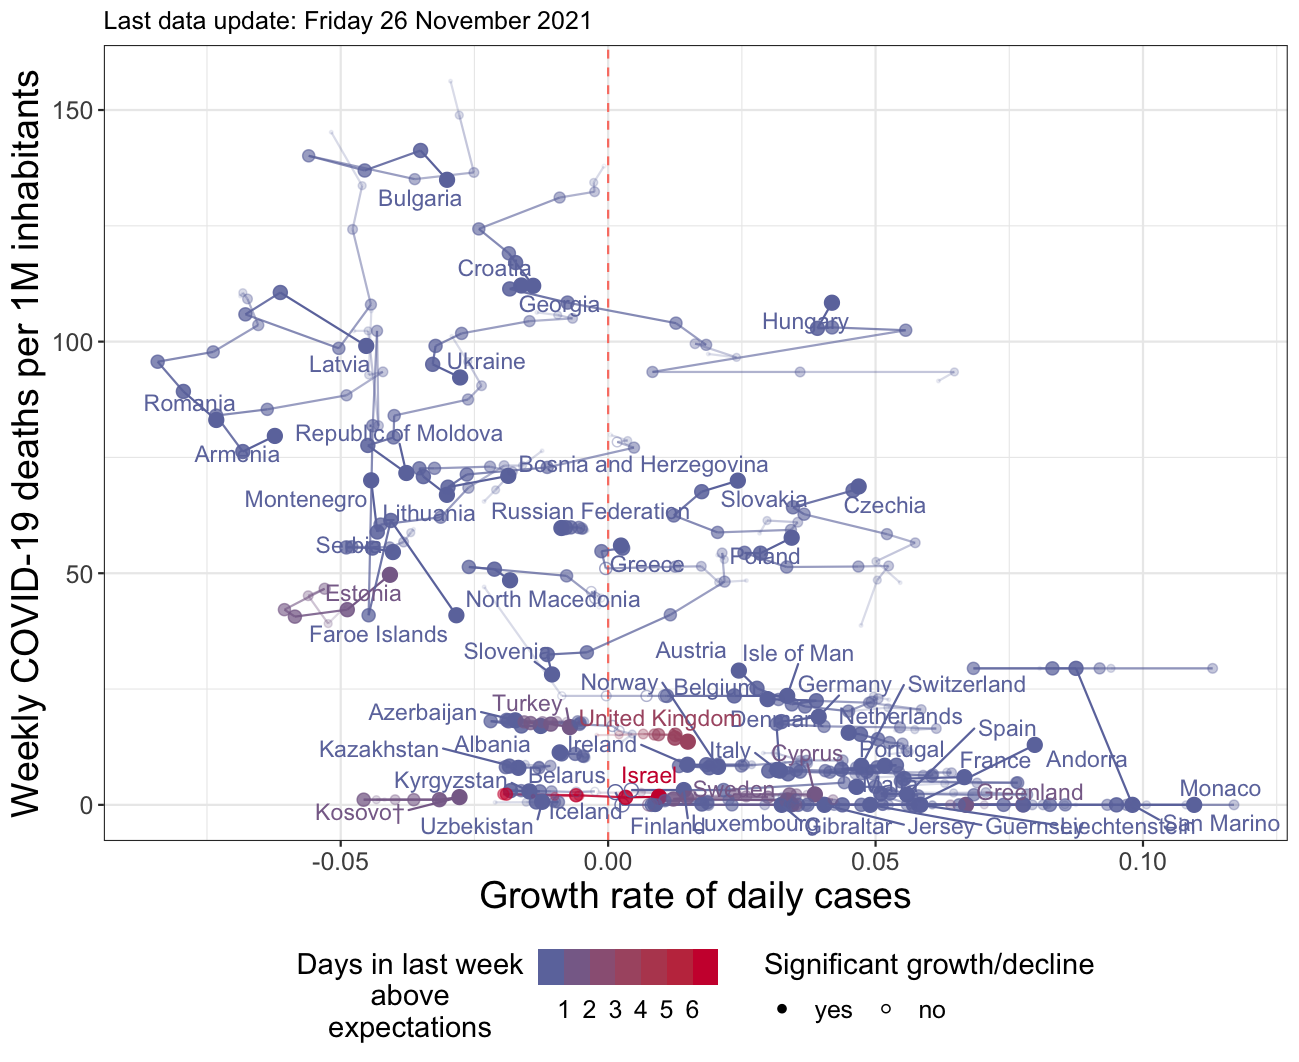 Last data update: Friday 26 November 2021
Weekly COVID-19 deaths per 1M inhabitants
150
100
50
0
Bulgaria
Croatia
Georgia
Hungary
Latvia
Ukraine
Romania
Republic of Moldova
Armenia
Bosnia and Herzegovina
Montenegro
Slovakia
Czechia
Lithuania
Russian Federation
Serbia
Poland
Greece
Estonia
North Macedonia
Faroe Islands
Slovenia
Austria
Isle of Man
Norway
Belgium
Germany
Switzerland
Turkey
Azerbaijan
United Kingdom
Denmark
Netherlands
Spain
Kazakhstan
Albania
Ireland
Italy
Cyprus
Portugal
France
Andorra
Kyrgyzstan
Belarus
Israel
Sweden
Greenland
Monaco
Kosovo†
Iceland
Uzbekistan
Finland
Luxembourg
Gibraltar
Jersey
Guernsey
Liechtenstein
San Marino
-0.05
0.00
0.05
0.10
Growth rate of daily cases
Days in last week
above
expectations
1 2 3 4 5 6
Significant growth/decline
yes
no